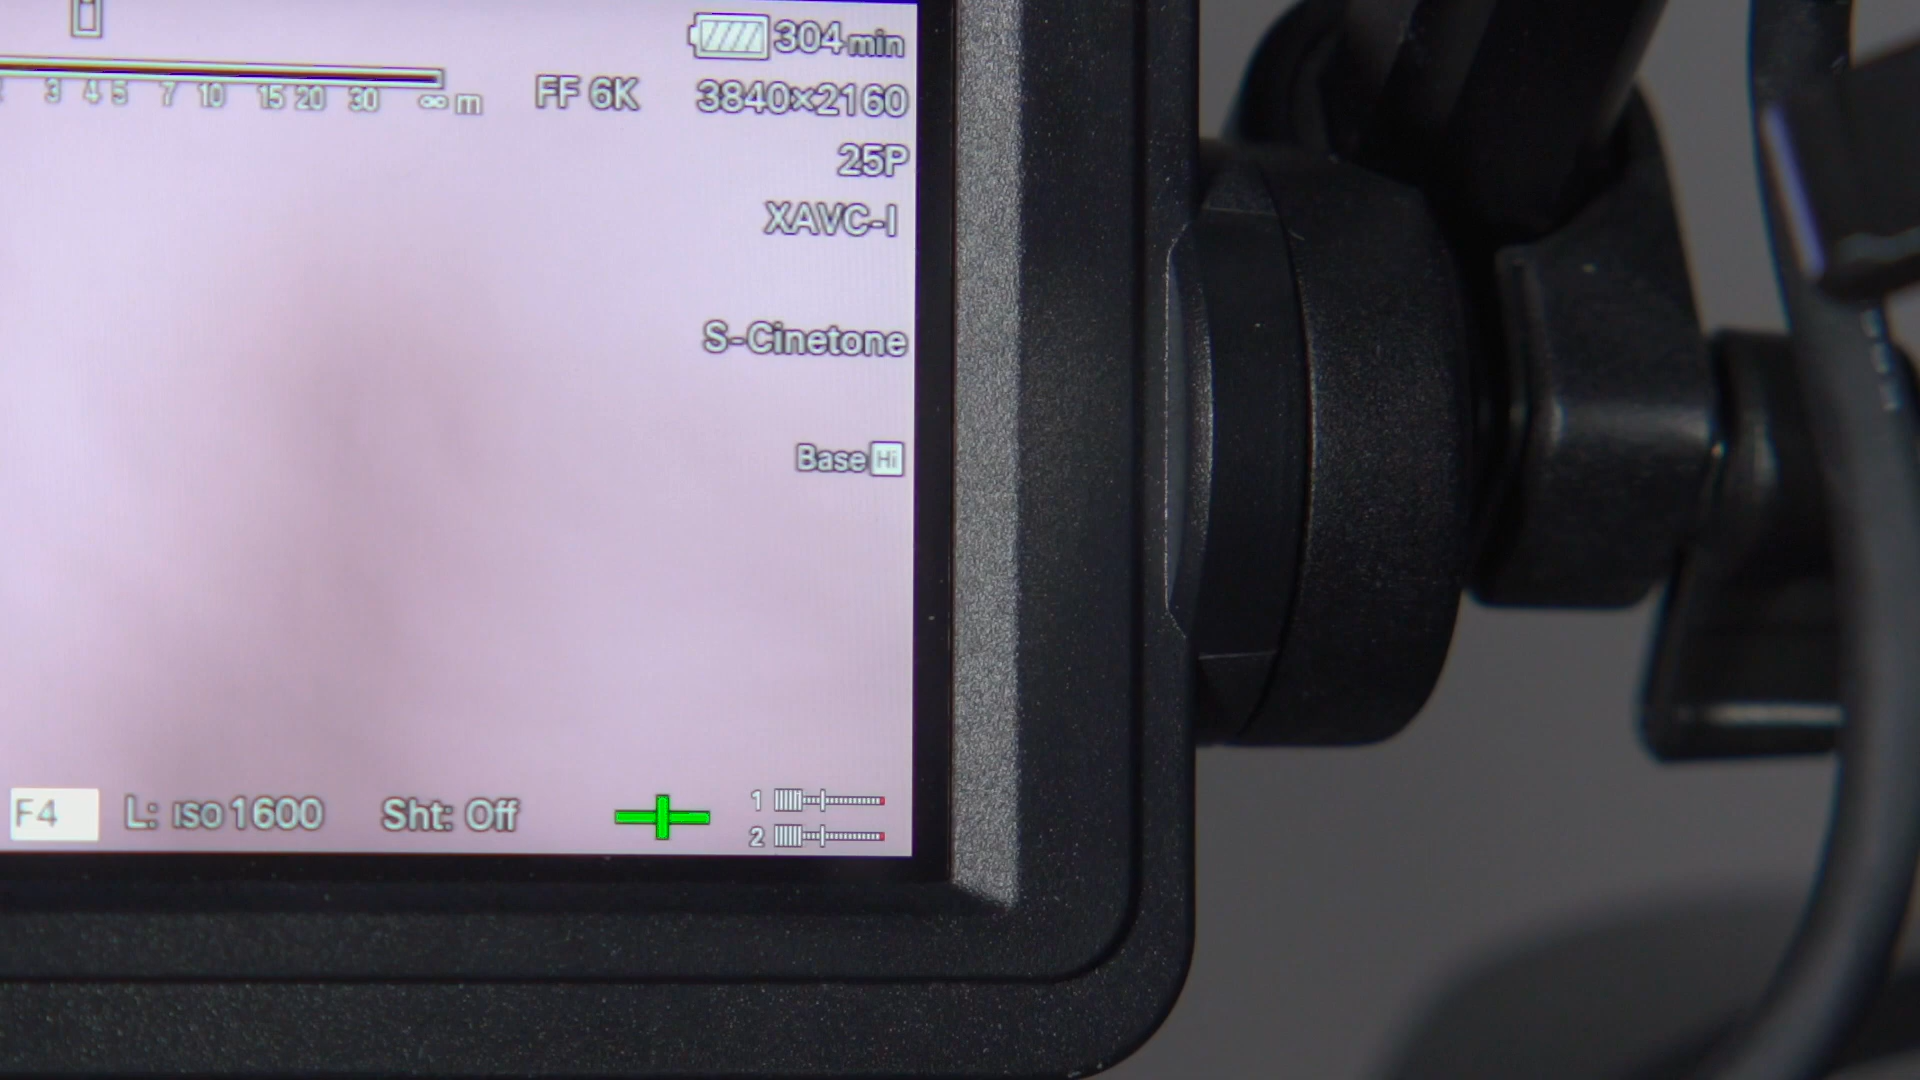 304min
3 4 5 7 10 15 20 30 ∞ m FF 6K 3840×2160
25P
XAVC-I
S-Cinetone
Base Hi
F4 L: ISO 1600 Sht: Off 1
2